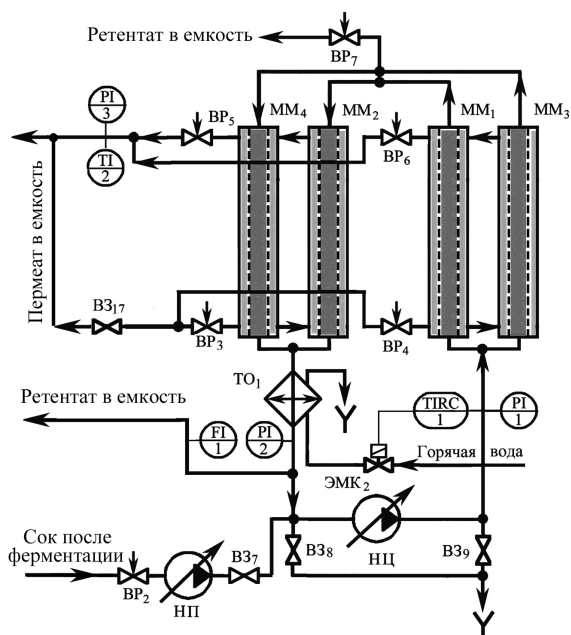 Ретентат в емкость
ВР7
PI
3
ВР5
ММ4
ММ2
ММ1
ММ3
TI
2
ВР6
Пермеат в емкость
ВЗ17
ВР3
ВР4
ТО1
Ретентат в емкость
TIRC
1
PI
1
FI
1
PI
2
Горячая вода
ЭМК2
Сок после
ферментации
ВЗ7
ВЗ8
НЦ
ВЗ9
ВР2
НП